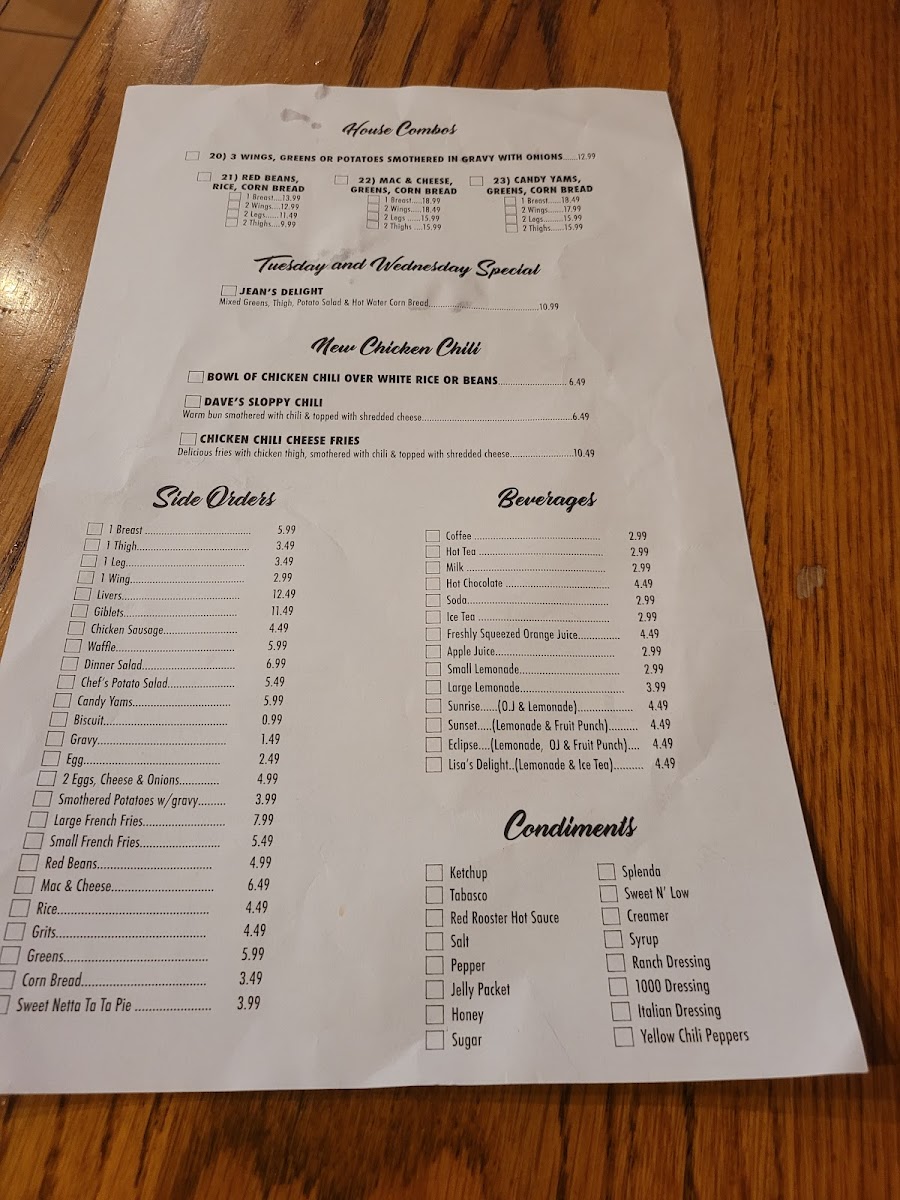 House Combos
20) 3 WINGS, GREENS OR POTATOES SMOTHERED IN GRAVY WITH ONIONS......12.99
21) RED BEANS,
RICE, CORN BREAD
1 Breast....13.99
2 Wings....12.99
2 Legs......11.49
2 Thighs....9.99
22) MAC & CHEESE,
GREENS, CORN BREAD
1 Breast.....18.99
2 Wings.....18.49
2 Legs ......15.99
2 Thighs ....15.99
23) CANDY YAMS,
GREENS, CORN BREAD
1 Breast......18.49
2 Wings.......17.99
2 Legs.........15.99
2 Thighs......15.99
Tuesday and Wednesday Special
JEAN'S DELIGHT
Mixed Greens, Thigh, Potato Salad & Hot Water Corn Bread..........10.99
New Chicken Chili
BOWL OF CHICKEN CHILI OVER WHITE RICE OR BEANS.......... 6.49
DAVE'S SLOPPY CHILI
Warm bun smothered with chili & topped with shredded cheese..........6.49
CHICKEN CHILI CHEESE FRIES
Delicious fries with chicken thigh, smothered with chili & topped with shredded cheese..........10.49
Side Orders
1 Breast .......... 5.99
1 Thigh.......... 3.49
1 Leg.......... 3.49
1 Wing.......... 2.99
Livers.......... 12.49
Giblets.......... 11.49
Chicken Sausage.......... 4.49
Waffle.......... 5.99
Dinner Salad.......... 6.99
Chef's Potato Salad.......... 5.49
Candy Yams.......... 5.99
Biscuit.......... 0.99
Gravy.......... 1.49
Egg.......... 2.49
2 Eggs, Cheese & Onions.......... 4.99
Smothered Potatoes w/gravy......... 3.99
Large French Fries.......... 7.99
Small French Fries.......... 5.49
Red Beans.......... 4.99
Mac & Cheese.......... 6.49
Rice.......... 4.49
Grits.......... 4.49
Greens.......... 5.99
Corn Bread.......... 3.49
Sweet Netta Ta Ta Pie .......... 3.99
Beverages
Coffee .......... 2.99
Hot Tea .......... 2.99
Milk .......... 2.99
Hot Chocolate .......... 4.49
Soda.......... 2.99
Ice Tea .......... 2.99
Freshly Squeezed Orange Juice.......... 4.49
Apple Juice.......... 2.99
Small Lemonade.......... 2.99
Large Lemonade.......... 3.99
Sunrise......(O.J & Lemonade).......... 4.49
Sunset.....(Lemonade & Fruit Punch).......... 4.49
Eclipse....(Lemonade, OJ & Fruit Punch).... 4.49
Lisa's Delight..(Lemonade & Ice Tea).......... 4.49
Condiments
Ketchup
Tabasco
Red Rooster Hot Sauce
Salt
Pepper
Jelly Packet
Honey
Sugar
Splenda
Sweet N' Low
Creamer
Syrup
Ranch Dressing
1000 Dressing
Italian Dressing
Yellow Chili Peppers